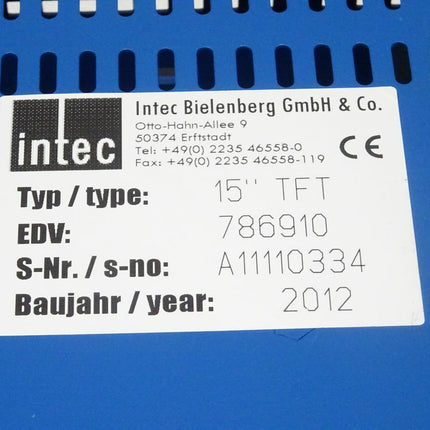 intec
Intec Bielenberg GmbH & Co.
Otto-Hahn-Allee 9
50374 Erftstadt
Tel: +49(0) 2235 46558-0
Fax: +49(0) 2235 46558-119
CE
Typ / type: 15'' TFT
EDV: 786910
S-Nr. / s-no: A11110334
Baujahr / year: 2012